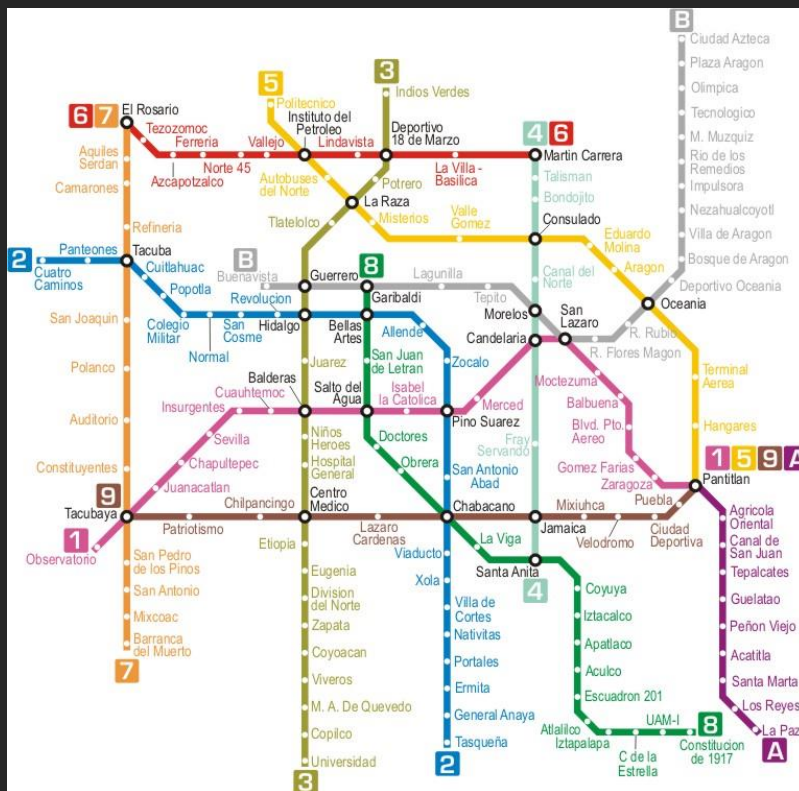 B
Ciudad Azteca
Plaza Aragon
Olimpica
Tecnologico
M. Muzquiz
Rio de los
Remedios
Impulsora
Nezahualcoyotl
Villa de Aragon
Bosque de Aragon
Deportivo Oceania
Oceania
R. Rubio
R. Flores Magon
San
Lazaro
Morelos
Tepito
Lagunilla
Garibaldi
Guerrero
Buenavista
B
6 7
El Rosario
Tezozomoc
Azcapotzalco
Ferreria
Norte 45
Vallejo
Instituto del
Petroleo
Lindavista
Deportivo
18 de Marzo
La Villa -
Basilica
4 6
Martin Carrera
5
Politecnico
Autobuses
del Norte
La Raza
Misterios
Valle
Gomez
Consulado
Eduardo
Molina
Aragon
Terminal
Aerea
Hangares
1 5 9 A
Pantitlan
3
Indios Verdes
Potrero
Tlatelolco
Hidalgo
Juarez
Balderas
Niños
Heroes
Hospital
General
Centro
Medico
Etiopia
Eugenia
Division
del Norte
Zapata
Coyoacan
Viveros
M. A. De Quevedo
Copilco
Universidad
3
Talisman
Bondojito
Canal del
Norte
Candelaria
Fray
Servando
Jamaica
Santa Anita
4
Aquiles
Serdan
Camarones
Refineria
Tacuba
San Joaquin
Polanco
Auditorio
Constituyentes
9
Tacubaya
San Pedro
de los Pinos
San Antonio
Mixcoac
Barranca
del Muerto
7
2
Cuatro
Caminos
Panteones
Cuitlahuac
Popotla
Colegio
Militar
Normal
San
Cosme
Revolucion
Bellas
Artes
Allende
Zocalo
Pino Suarez
San Antonio
Abad
Chabacano
Viaducto
Xola
Villa de
Cortes
Nativitas
Portales
Ermita
General Anaya
Tasqueña
2
8
San Juan
de Letran
Salto del
Agua
Doctores
Obrera
La Viga
Coyuya
Iztacalco
Apatlaco
Aculco
Escuadron 201
Atlalilco
Iztapalapa
C de la
Estrella
UAM-I
8
Constitucion
de 1917
1
Observatorio
Juanacatlan
Chapultepec
Sevilla
Insurgentes
Cuauhtemoc
Isabel
la Catolica
Merced
Moctezuma
Balbuena
Blvd. Pto.
Aereo
Gomez Farias
Zaragoza
Patriotismo
Chilpancingo
Lazaro
Cardenas
Mixiuhca
Velodromo
Ciudad
Deportiva
Puebla
Agricola
Oriental
Canal de
San Juan
Tepalcates
Guelatao
Peñon Viejo
Acatitla
Santa Marta
Los Reyes
La Paz
A